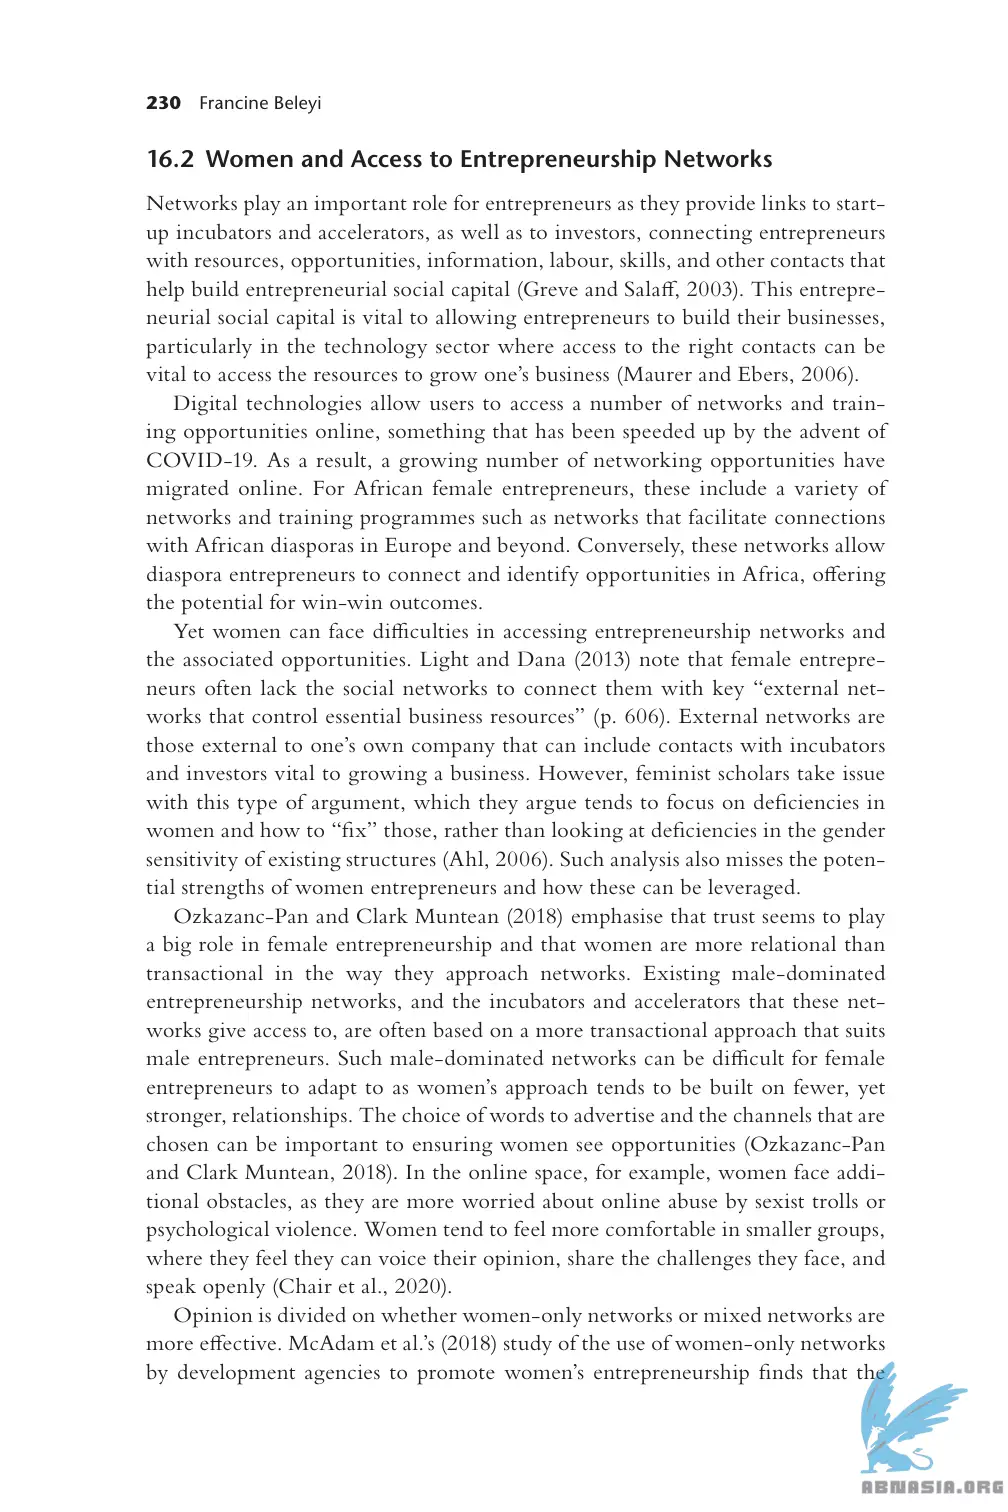 230 Francine Beleyi
16.2 Women and Access to Entrepreneurship Networks
Networks play an important role for entrepreneurs as they provide links to start-
up incubators and accelerators, as well as to investors, connecting entrepreneurs
with resources, opportunities, information, labour, skills, and other contacts that
help build entrepreneurial social capital (Greve and Salaff, 2003). This entrepre-
neurial social capital is vital to allowing entrepreneurs to build their businesses,
particularly in the technology sector where access to the right contacts can be
vital to access the resources to grow one’s business (Maurer and Ebers, 2006).
Digital technologies allow users to access a number of networks and train-
ing opportunities online, something that has been speeded up by the advent of
COVID-19. As a result, a growing number of networking opportunities have
migrated online. For African female entrepreneurs, these include a variety of
networks and training programmes such as networks that facilitate connections
with African diasporas in Europe and beyond. Conversely, these networks allow
diaspora entrepreneurs to connect and identify opportunities in Africa, offering
the potential for win-win outcomes.
Yet women can face difficulties in accessing entrepreneurship networks and
the associated opportunities. Light and Dana (2013) note that female entrepre-
neurs often lack the social networks to connect them with key “external net-
works that control essential business resources” (p. 606). External networks are
those external to one’s own company that can include contacts with incubators
and investors vital to growing a business. However, feminist scholars take issue
with this type of argument, which they argue tends to focus on deficiencies in
women and how to “fix” those, rather than looking at deficiencies in the gender
sensitivity of existing structures (Ahl, 2006). Such analysis also misses the poten-
tial strengths of women entrepreneurs and how these can be leveraged.
Ozkazanc-Pan and Clark Muntean (2018) emphasise that trust seems to play
a big role in female entrepreneurship and that women are more relational than
transactional in the way they approach networks. Existing male-dominated
entrepreneurship networks, and the incubators and accelerators that these net-
works give access to, are often based on a more transactional approach that suits
male entrepreneurs. Such male-dominated networks can be difficult for female
entrepreneurs to adapt to as women’s approach tends to be built on fewer, yet
stronger, relationships. The choice of words to advertise and the channels that are
chosen can be important to ensuring women see opportunities (Ozkazanc-Pan
and Clark Muntean, 2018). In the online space, for example, women face addi-
tional obstacles, as they are more worried about online abuse by sexist trolls or
psychological violence. Women tend to feel more comfortable in smaller groups,
where they feel they can voice their opinion, share the challenges they face, and
speak openly (Chair et al., 2020).
Opinion is divided on whether women-only networks or mixed networks are
more effective. McAdam et al.’s (2018) study of the use of women-only networks
by development agencies to promote women’s entrepreneurship finds that the
ABNASIA.ORG